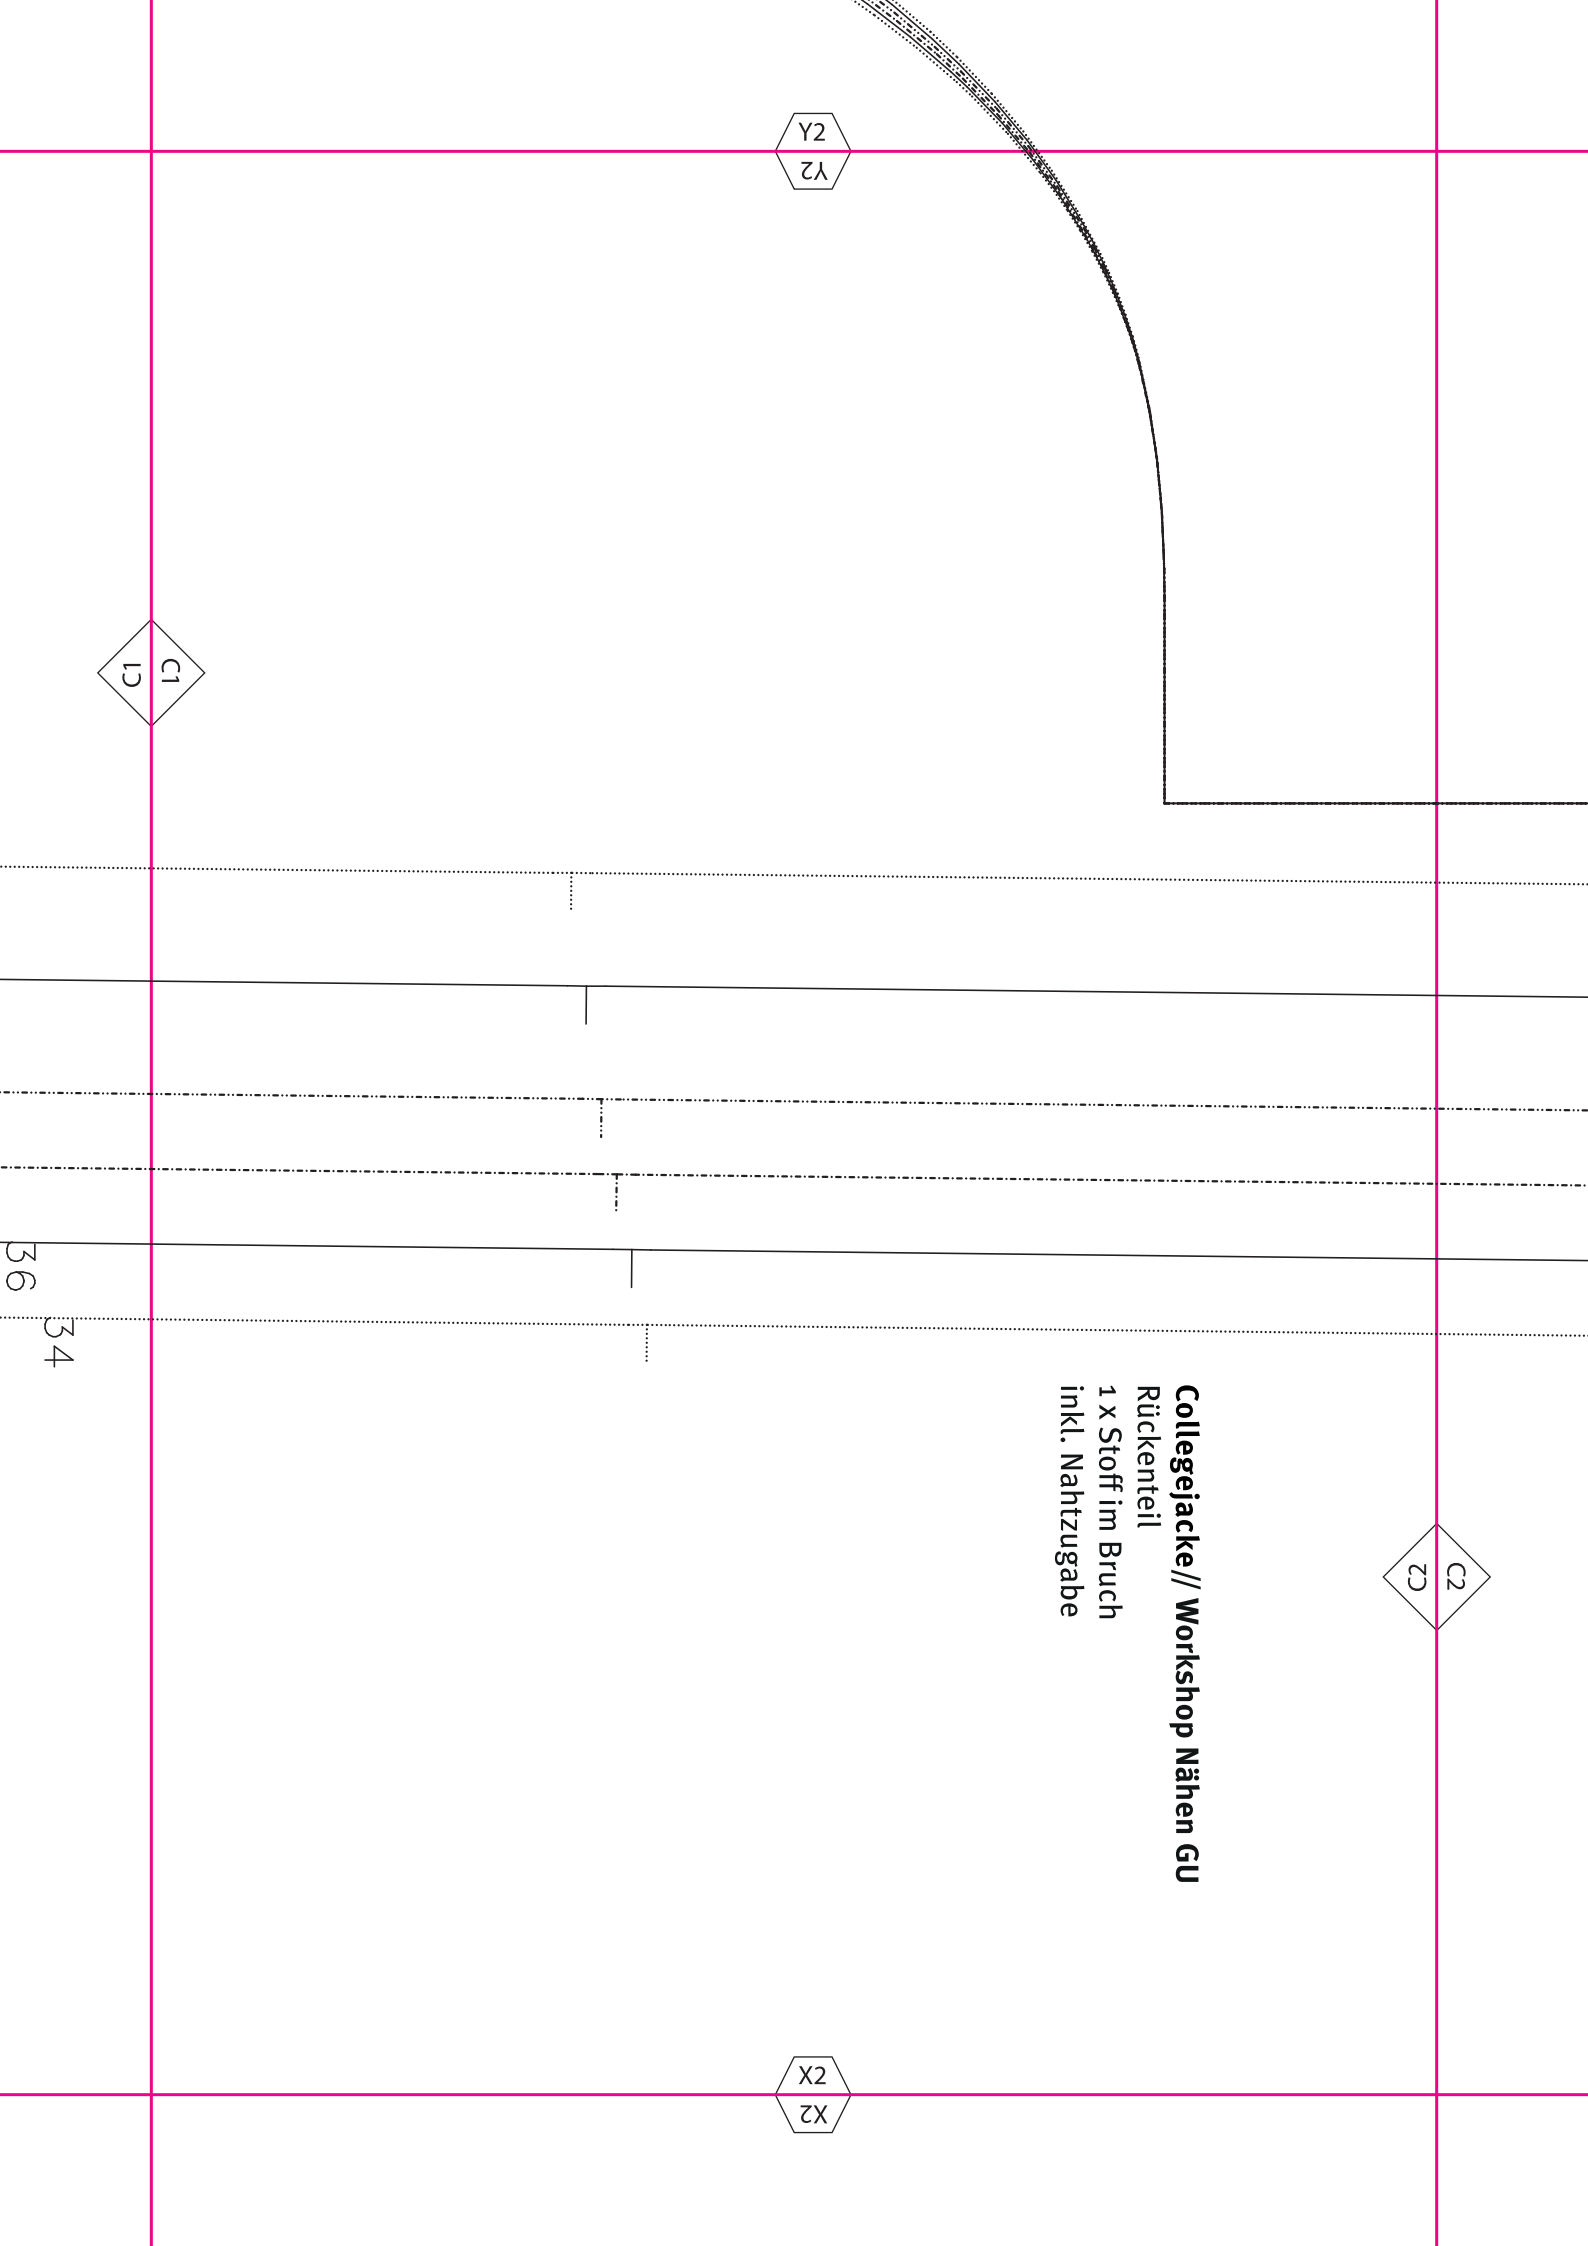 Y2
Y2
C1
C1
36
34
Collegejacke// Workshop Nähen GU
Rückenteil
1 x Stoff im Bruch
inkl. Nahtzugabe
C2
C2
X2
X2